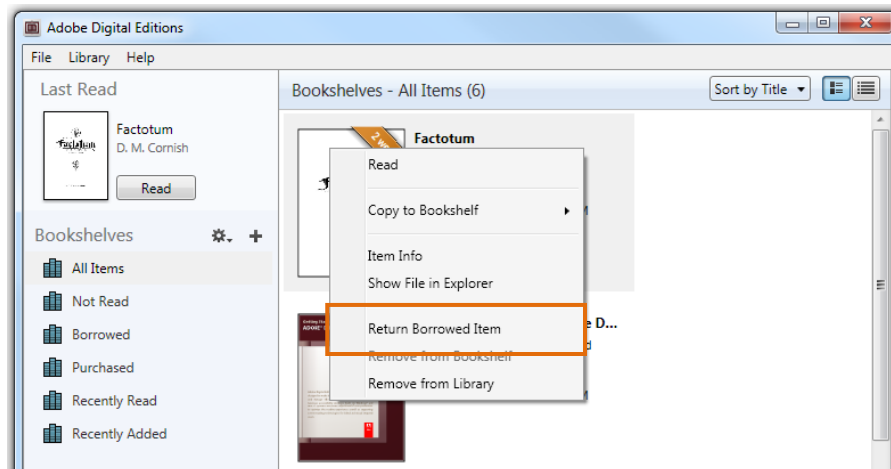 Adobe Digital Editions
File Library Help
Last Read
Factotum
D. M. Cornish
Read
Bookshelves
All Items
Not Read
Borrowed
Purchased
Recently Read
Recently Added
Bookshelves - All Items (6)
Sort by Title
Factotum
Read
Copy to Bookshelf
Item Info
Show File in Explorer
Return Borrowed Item
Remove from Bookshelf
Remove from Library